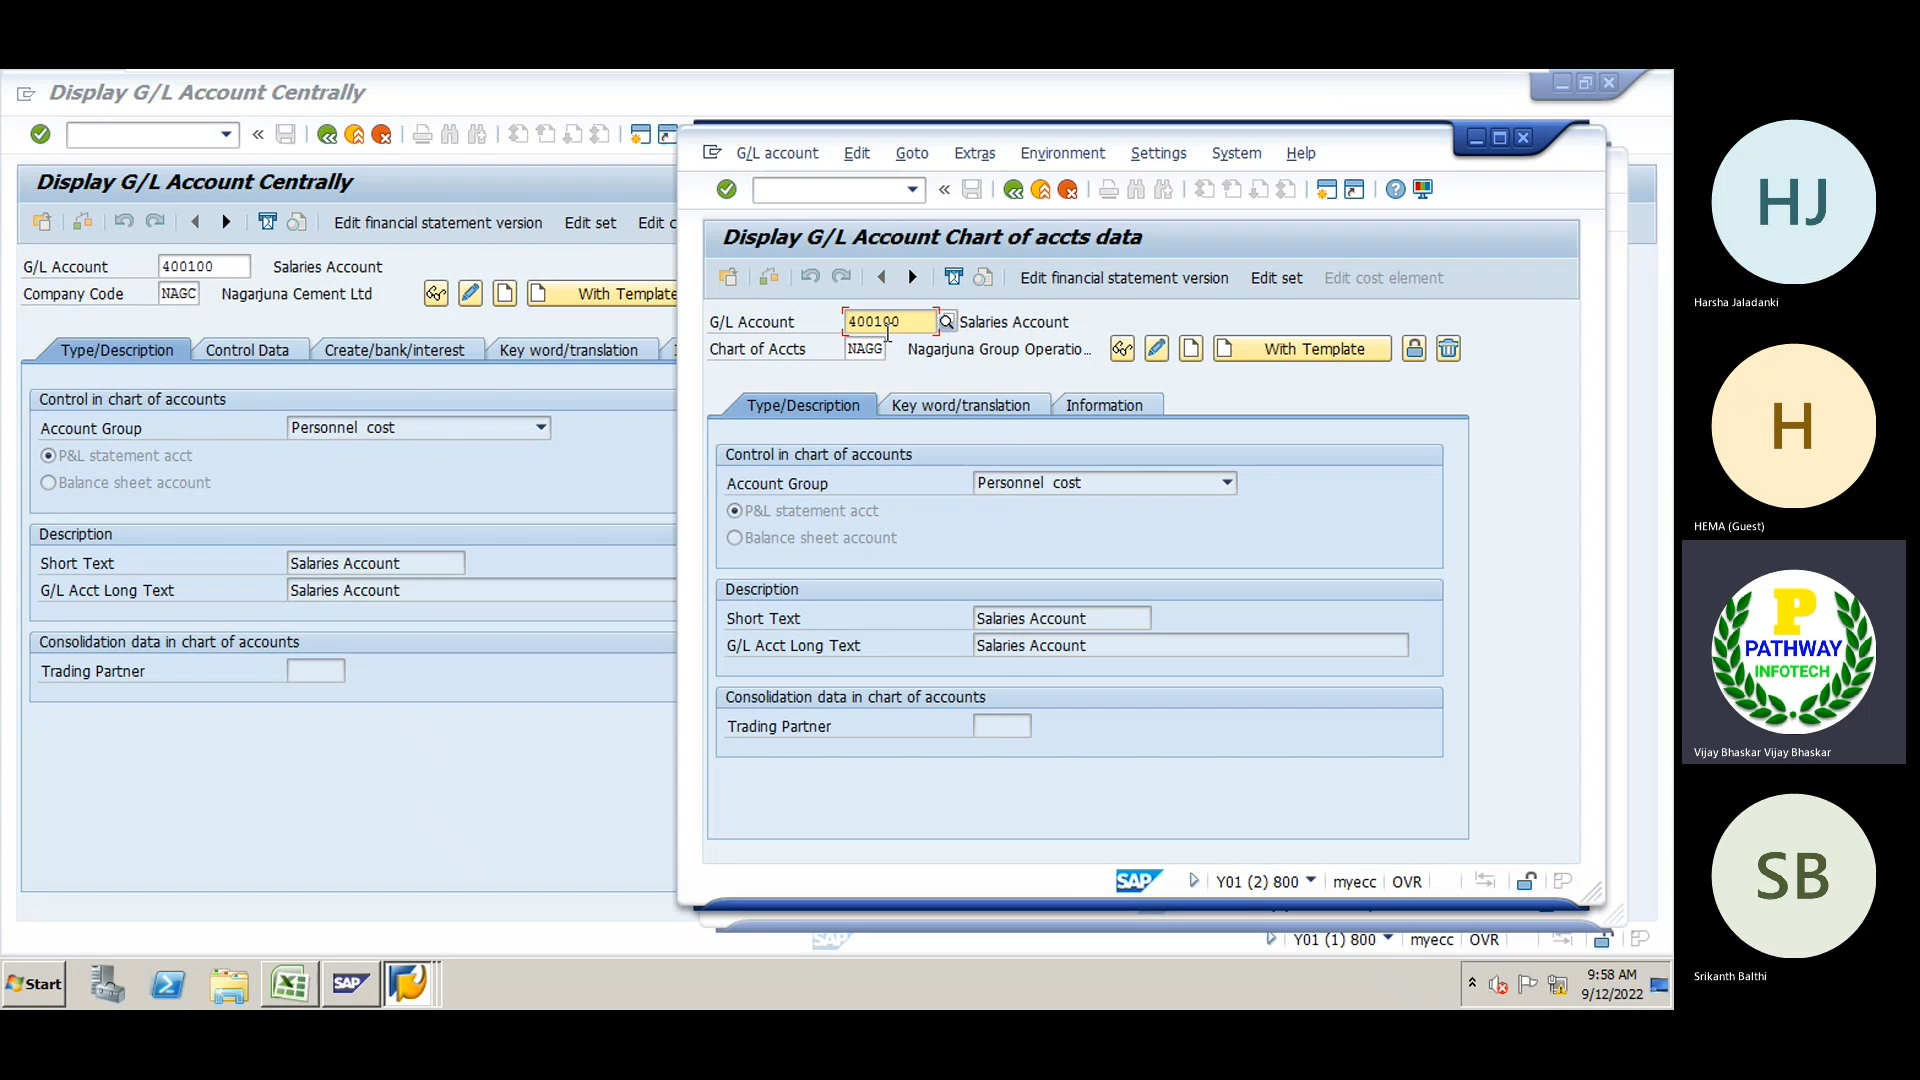 Display G/L Account Centrally
Display G/L Account Centrally
Edit financial statement version Edit set Edit c
G/L Account 400100 Salaries Account
Company Code NAGC Nagarjuna Cement Ltd With Template
Type/Description Control Data Create/bank/interest Key word/translation
Control in chart of accounts
Account Group Personnel cost
P&L statement acct
Balance sheet account
Description
Short Text Salaries Account
G/L Acct Long Text Salaries Account
Consolidation data in chart of accounts
Trading Partner
G/L account Edit Goto Extras Environment Settings System Help
Display G/L Account Chart of accts data
Edit financial statement version Edit set Edit cost element
G/L Account 400100 Salaries Account
Chart of Accts NAGG Nagarjuna Group Operatio... With Template
Type/Description Key word/translation Information
Control in chart of accounts
Account Group Personnel cost
P&L statement acct
Balance sheet account
Description
Short Text Salaries Account
G/L Acct Long Text Salaries Account
Consolidation data in chart of accounts
Trading Partner
SAP Y01 (2) 800 myecc OVR
SAP Y01 (1) 800 myecc OVR
Start SAP
9:58 AM
9/12/2022
HJ
Harsha Jaladanki
H
HEMA (Guest)
P
PATHWAY
INFOTECH
Vijay Bhaskar Vijay Bhaskar
SB
Srikanth Balthi